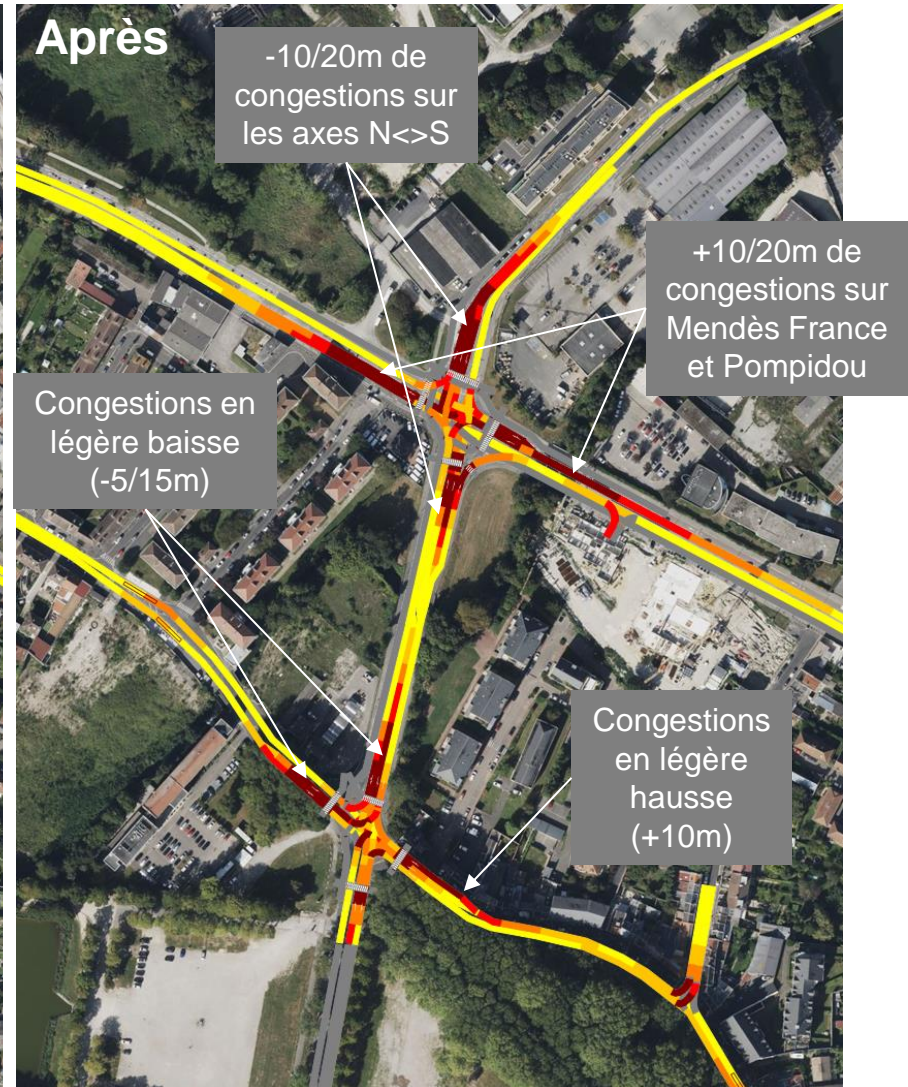 Après
-10/20m de
congestions sur
les axes N<>S
+10/20m de
congestions sur
Mendès France
et Pompidou
Congestions en
légère baisse
(-5/15m)
Congestions
en légère
hausse
(+10m)